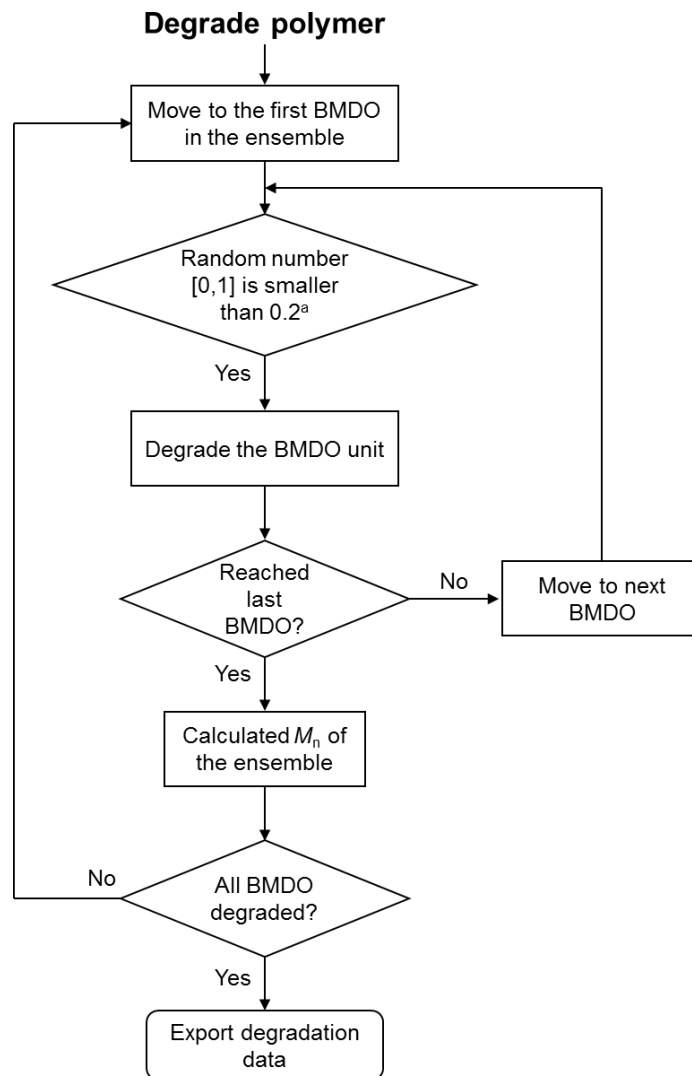 Degrade polymer
Move to the first BMDO
in the ensemble
Random number
[0,1] is smaller
than 0.2ᵃ
Yes
Degrade the BMDO unit
Reached
last
BMDO?
No
Move to next
BMDO
Yes
Calculated Mₙ of
the ensemble
No
All BMDO
degraded?
Yes
Export degradation
data